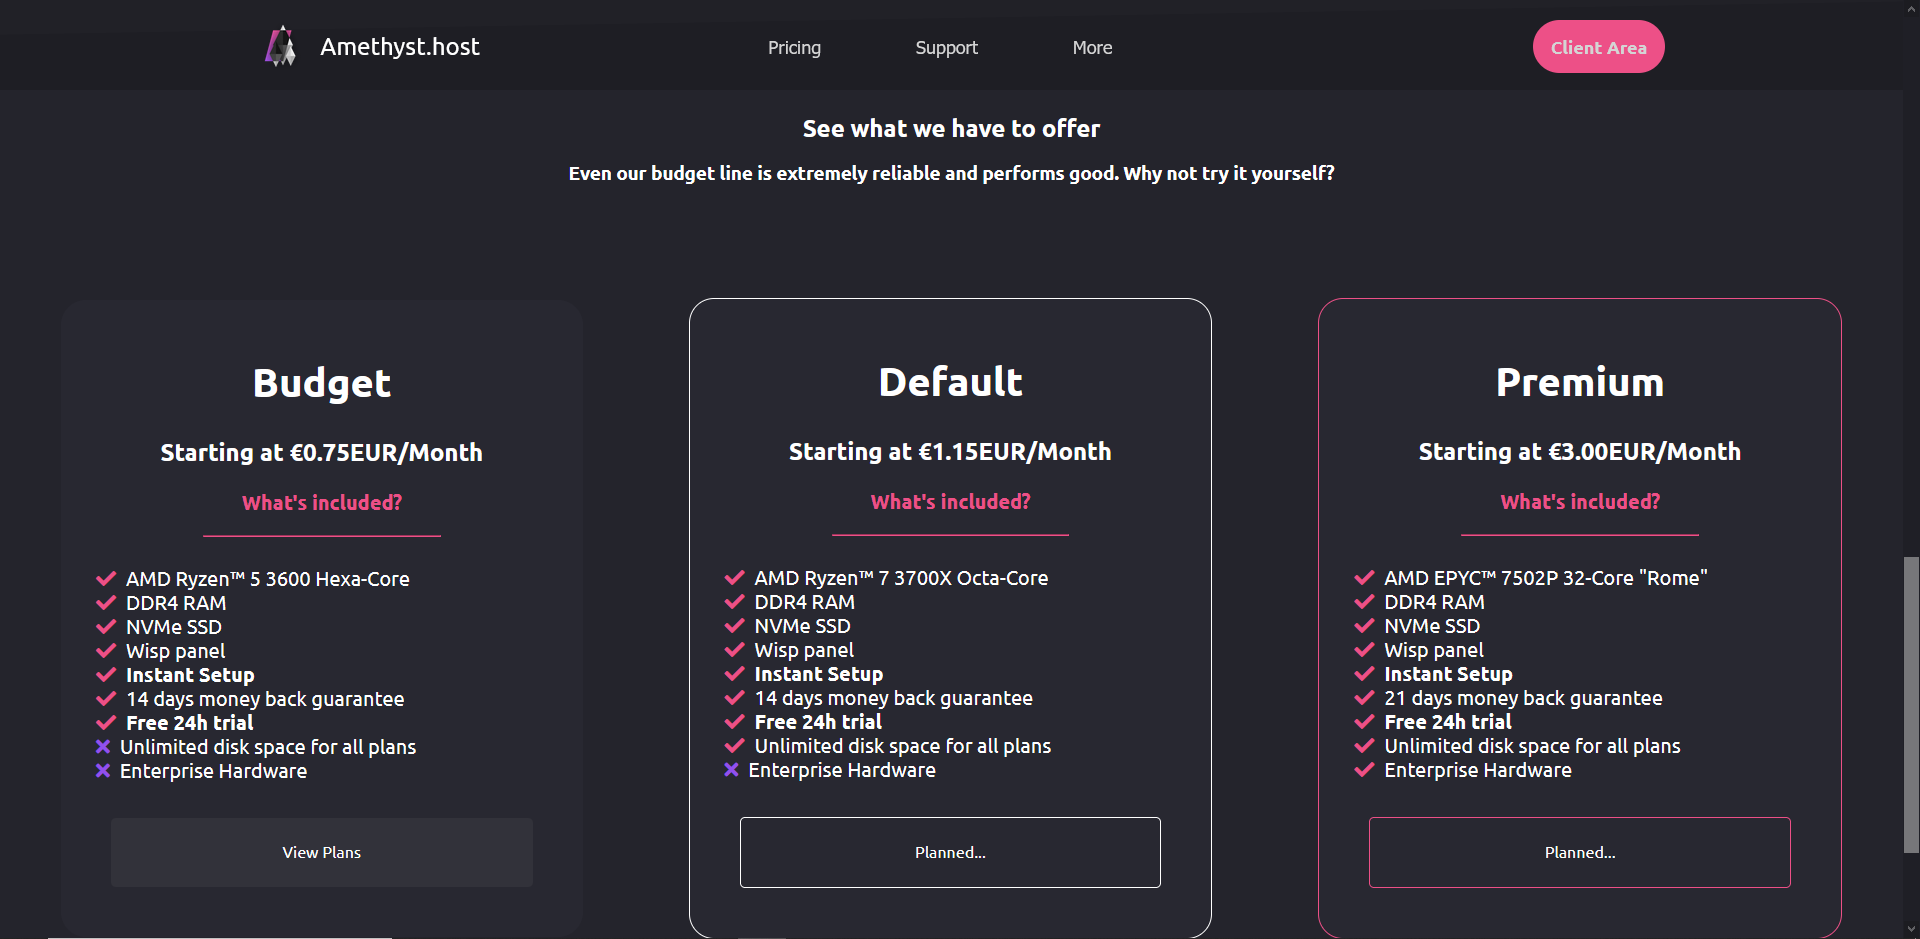 Amethyst.host
Pricing
Support
More
Client Area
See what we have to offer
Even our budget line is extremely reliable and performs good. Why not try it yourself?
Budget
Starting at €0.75EUR/Month
What's included?
AMD Ryzen™ 5 3600 Hexa-Core
DDR4 RAM
NVMe SSD
Wisp panel
Instant Setup
14 days money back guarantee
Free 24h trial
Unlimited disk space for all plans
Enterprise Hardware
View Plans
Default
Starting at €1.15EUR/Month
What's included?
AMD Ryzen™ 7 3700X Octa-Core
DDR4 RAM
NVMe SSD
Wisp panel
Instant Setup
14 days money back guarantee
Free 24h trial
Unlimited disk space for all plans
Enterprise Hardware
Planned...
Premium
Starting at €3.00EUR/Month
What's included?
AMD EPYC™ 7502P 32-Core "Rome"
DDR4 RAM
NVMe SSD
Wisp panel
Instant Setup
21 days money back guarantee
Free 24h trial
Unlimited disk space for all plans
Enterprise Hardware
Planned...